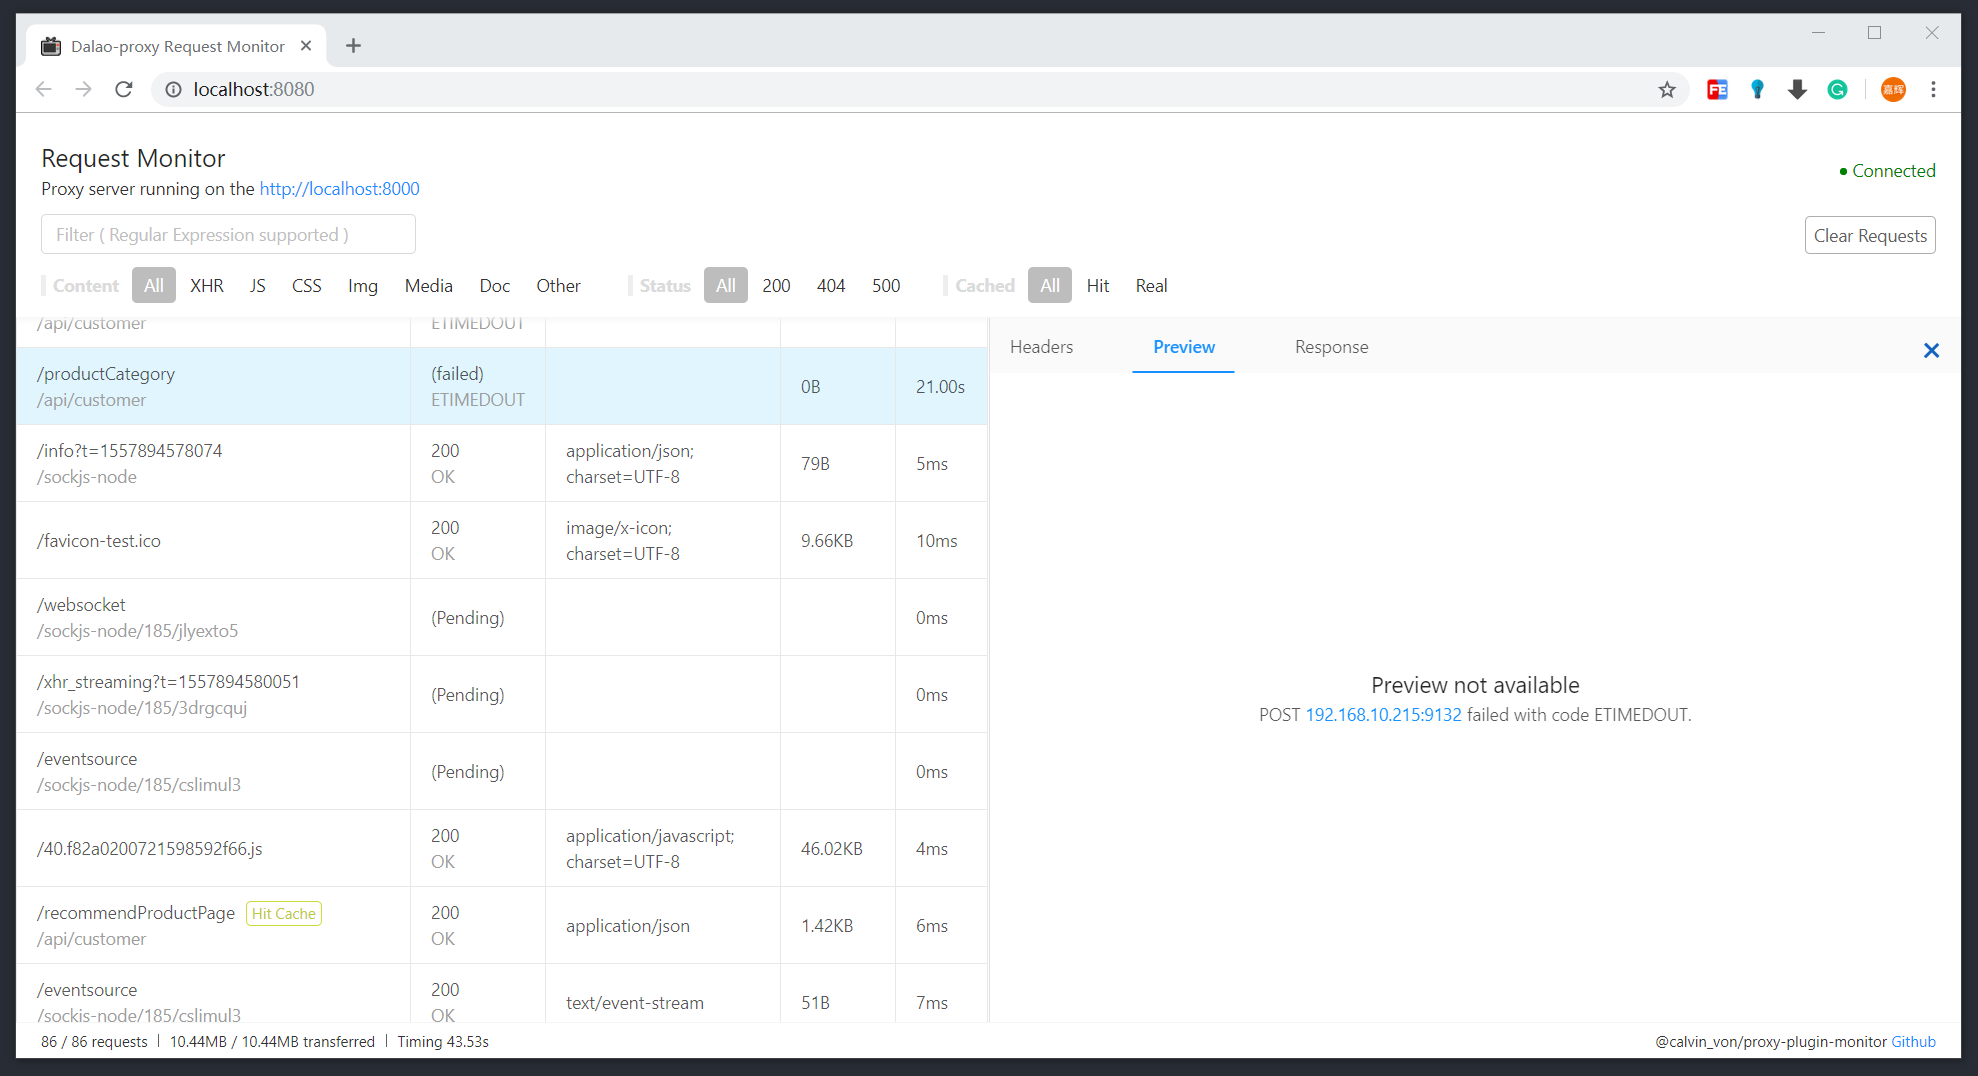 Dalao-proxy Request Monitor
localhost:8080
FE
嘉辉
Request Monitor
Proxy server running on the http://localhost:8000
Connected
Filter ( Regular Expression supported )
Clear Requests
Content All XHR JS CSS Img Media Doc Other Status All 200 404 500 Cached All Hit Real
/api/customer ETIMEDOUT
Headers Preview Response
/productCategory (failed)
/api/customer ETIMEDOUT
0B 21.00s
/info?t=1557894578074 200 application/json;
/sockjs-node OK charset=UTF-8
79B 5ms
/favicon-test.ico
200 image/x-icon;
OK charset=UTF-8
9.66KB 10ms
/websocket
/sockjs-node/185/jlyexto5
(Pending) 0ms
/xhr_streaming?t=1557894580051
/sockjs-node/185/3drgcquj
(Pending) 0ms
/eventsource
/sockjs-node/185/cslimul3
(Pending) 0ms
/40.f82a0200721598592f66.js
200 application/javascript;
OK charset=UTF-8
46.02KB 4ms
/recommendProductPage Hit Cache 200
/api/customer OK
application/json 1.42KB 6ms
/eventsource 200
/sockjs-node/185/cslimul3 OK
text/event-stream 51B 7ms
Preview not available
POST 192.168.10.215:9132 failed with code ETIMEDOUT.
86 / 86 requests | 10.44MB / 10.44MB transferred | Timing 43.53s
@calvin_von/proxy-plugin-monitor Github